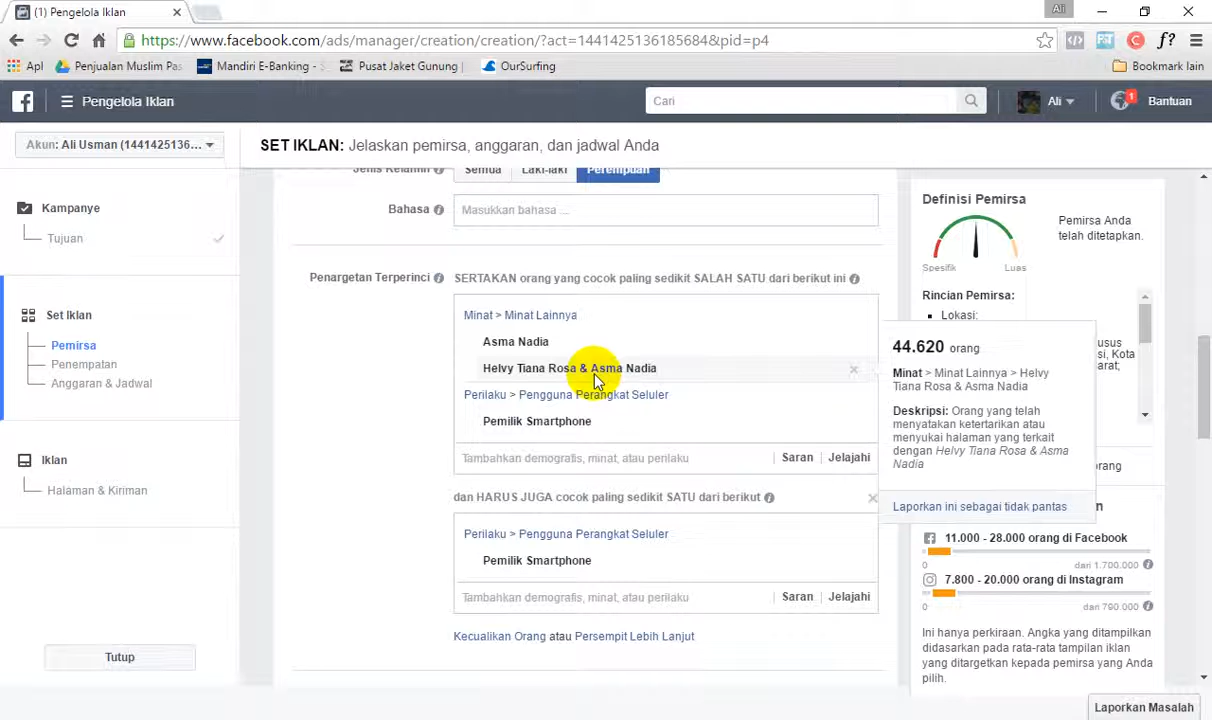 (1) Pengelola Iklan
Ali
https://www.facebook.com/ads/manager/creation/creation/?act=1441425136185684&pid=p4
f?
Apl
Penjualan Muslim Pas
Mandiri E-Banking - S
Pusat Jaket Gunung |
OurSurfing
Bookmark lain
Pengelola Iklan
Cari
Ali
1
Bantuan
Akun: Ali Usman (1441425136...
SET IKLAN: Jelaskan pemirsa, anggaran, dan jadwal Anda
Kampanye
Tujuan
Set Iklan
Pemirsa
Penempatan
Anggaran & Jadwal
Iklan
Halaman & Kiriman
Tutup
Jenis Kelamin
Semua
Laki-laki
Perempuan
Bahasa
Masukkan bahasa ...
Penargetan Terperinci
SERTAKAN orang yang cocok paling sedikit SALAH SATU dari berikut ini
Minat > Minat Lainnya
Asma Nadia
Helvy Tiana Rosa & Asma Nadia
Perilaku > Pengguna Perangkat Seluler
Pemilik Smartphone
Tambahkan demografis, minat, atau perilaku
Saran
Jelajahi
dan HARUS JUGA cocok paling sedikit SATU dari berikut
Perilaku > Pengguna Perangkat Seluler
Pemilik Smartphone
Tambahkan demografis, minat, atau perilaku
Saran
Jelajahi
Kecualikan Orang atau Persempit Lebih Lanjut
Definisi Pemirsa
Spesifik
Luas
Pemirsa Anda
telah ditetapkan.
Rincian Pemirsa:
Lokasi:
44.620 orang
Minat > Minat Lainnya > Helvy
Tiana Rosa & Asma Nadia
Deskripsi: Orang yang telah
menyatakan ketertarikan atau
menyukai halaman yang terkait
dengan Helvy Tiana Rosa & Asma
Nadia
Laporkan ini sebagai tidak pantas
11.000 - 28.000 orang di Facebook
0
dari 1.700.000
7.800 - 20.000 orang di Instagram
0
dari 790.000
Ini hanya perkiraan. Angka yang ditampilkan
didasarkan pada rata-rata tampilan iklan
yang ditargetkan kepada pemirsa yang Anda
pilih.
Laporkan Masalah